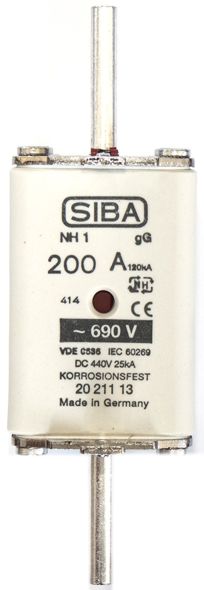 SIBA
NH 1 gG
200 A 120kA
NH
414 CE
~ 690 V
VDE 0636 IEC 60269
DC 440V 25kA
KORROSIONSFEST
20 211 13
Made in Germany